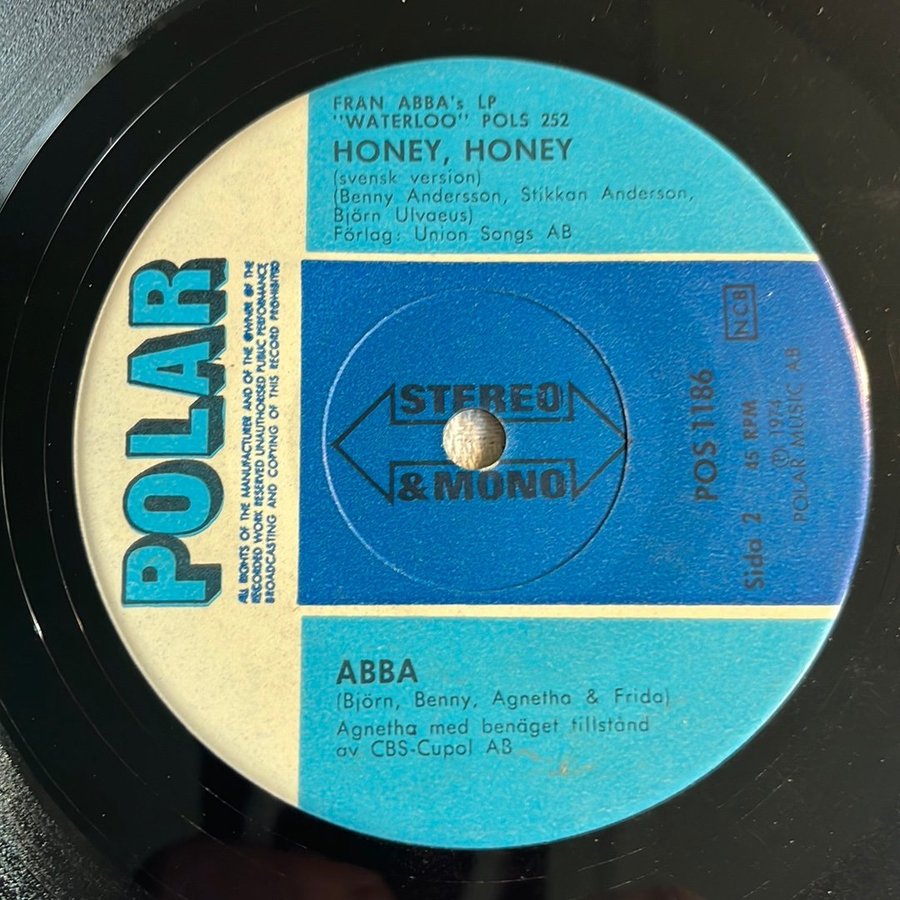 FRÅN ABBA's LP
"WATERLOO" POLS 252
HONEY, HONEY
(svensk version)
(Benny Andersson, Stikkan Anderson,
Björn Ulvaeus)
Förlag: Union Songs AB
POLAR
ALL RIGHTS OF THE MANUFACTURER AND OF THE OWNER OF THE
RECORDED WORK RESERVED UNAUTHORISED PUBLIC PERFORMANCE,
BROADCASTING AND COPYING OF THIS RECORD PROHIBITED
STEREO
& MONO
NCB
POS 1186
Sida 2 45 RPM
Ⓟ 1974
POLAR MUSIC AB
ABBA
(Björn, Benny, Agnetha & Frida)
Agnetha med benäget tillstånd
av CBS-Cupol AB